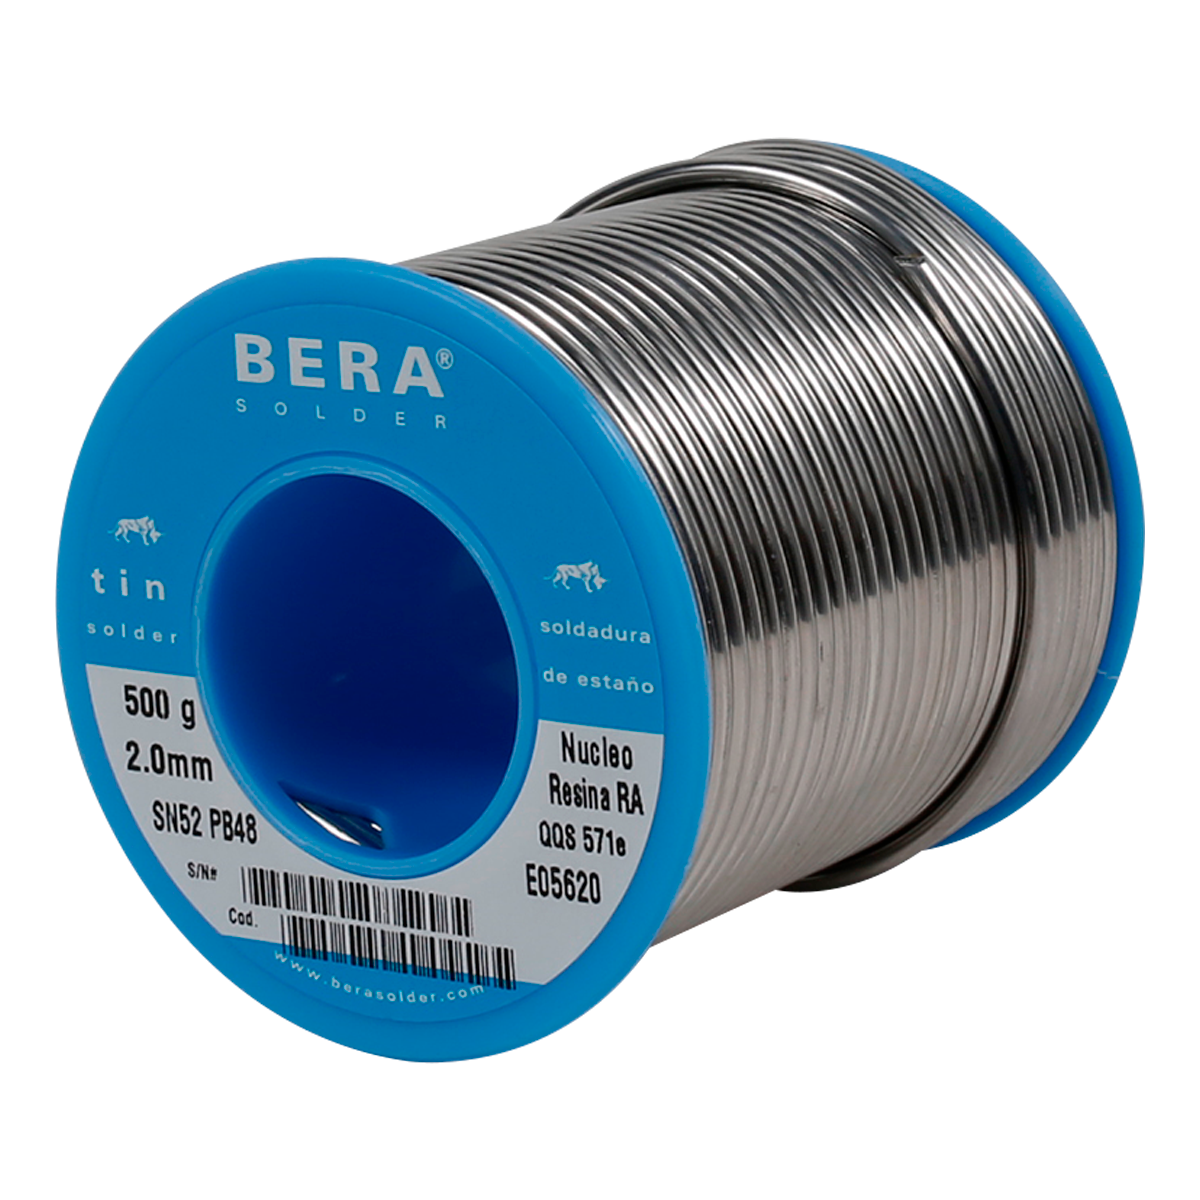 BERA®
SOLDER
tin
solder
soldadura
de estaño
500 g
2.0mm
SN52 PB48
S/N#
Cod.
Nucleo
Resina RA
QQS 571e
E05620
www.berasolder.com